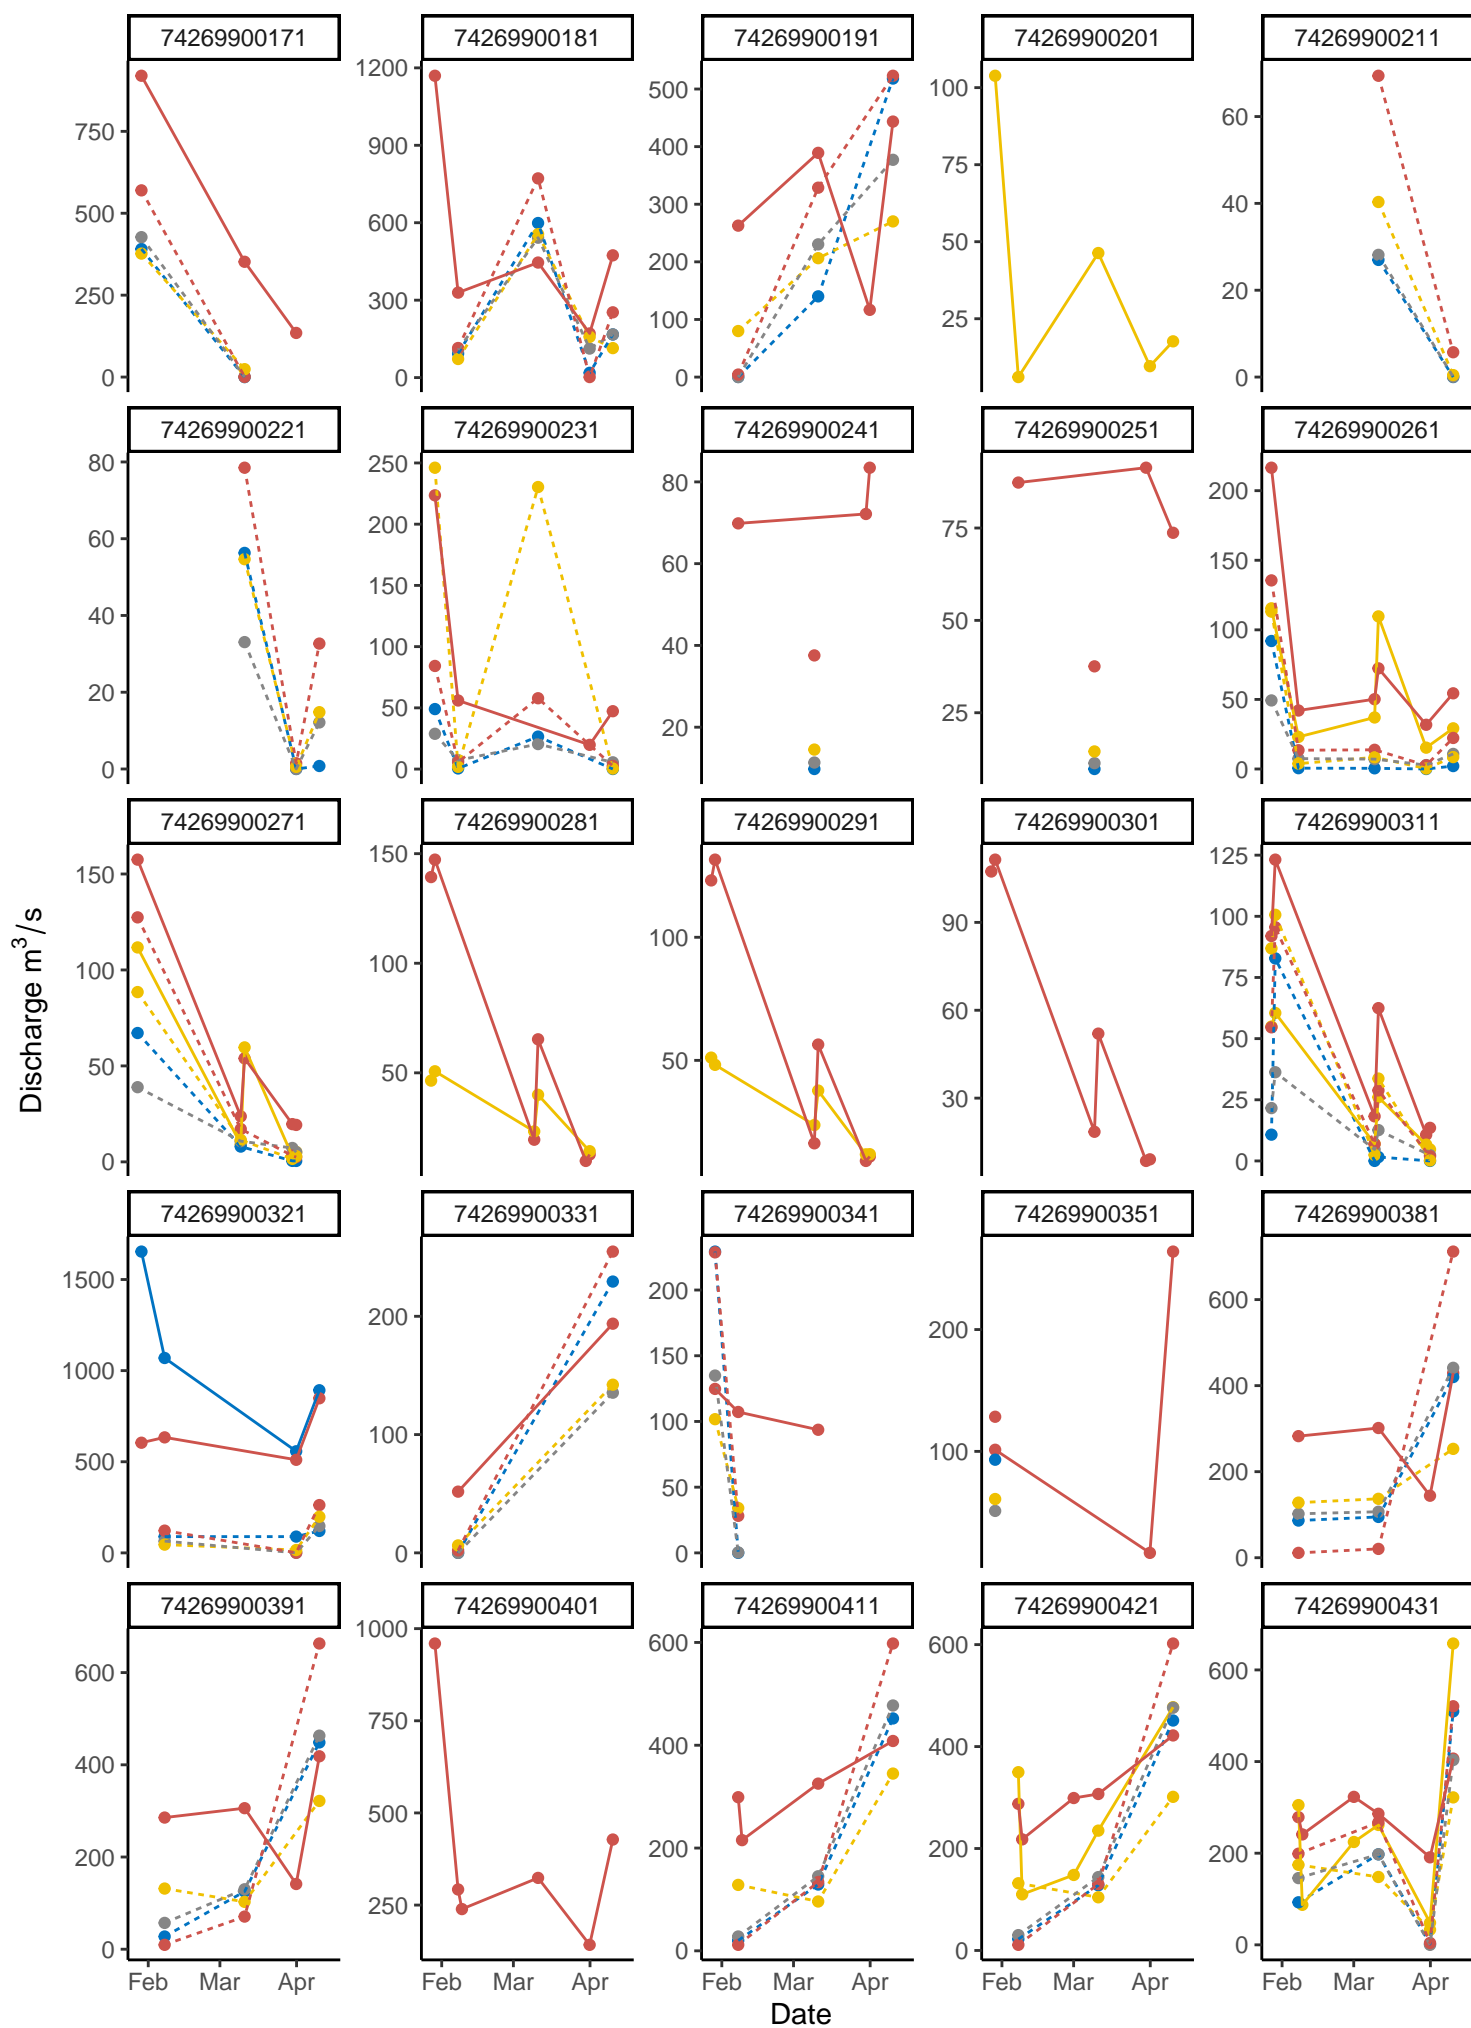 74269900171 74269900181 74269900191 74269900201 74269900211
750 500 250 0
1200 900 600 300 0
500 400 300 200 100 0
100 75 50 25
60 40 20 0
74269900221 74269900231 74269900241 74269900251 74269900261
80 60 40 20 0
250 200 150 100 50 0
80 60 40 20
75 50 25
200 150 100 50 0
74269900271 74269900281 74269900291 74269900301 74269900311
150 100 50 0
150 100 50
100 50
90 60 30
125 100 75 50 25 0
Discharge m³/s
74269900321 74269900331 74269900341 74269900351 74269900381
1500 1000 500 0
200 100 0
200 150 100 50 0
200 100
600 400 200 0
74269900391 74269900401 74269900411 74269900421 74269900431
600 400 200 0
1000 750 500 250
600 400 200 0
600 400 200 0
600 400 200 0
Feb Mar Apr Feb Mar Apr Feb Mar Apr Feb Mar Apr Feb Mar Apr
Date